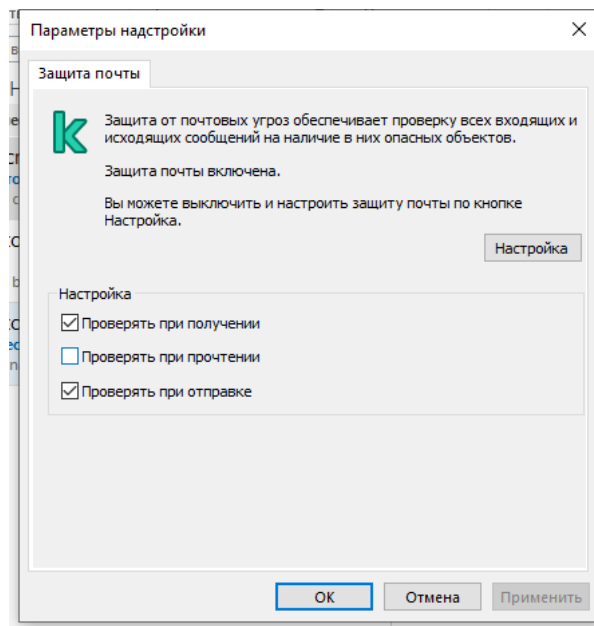 Параметры надстройки
Защита почты
Защита от почтовых угроз обеспечивает проверку всех входящих и
исходящих сообщений на наличие в них опасных объектов.
Защита почты включена.
Вы можете выключить и настроить защиту почты по кнопке
Настройка.
Настройка
Настройка
Проверять при получении
Проверять при прочтении
Проверять при отправке
ОК
Отмена
Применить